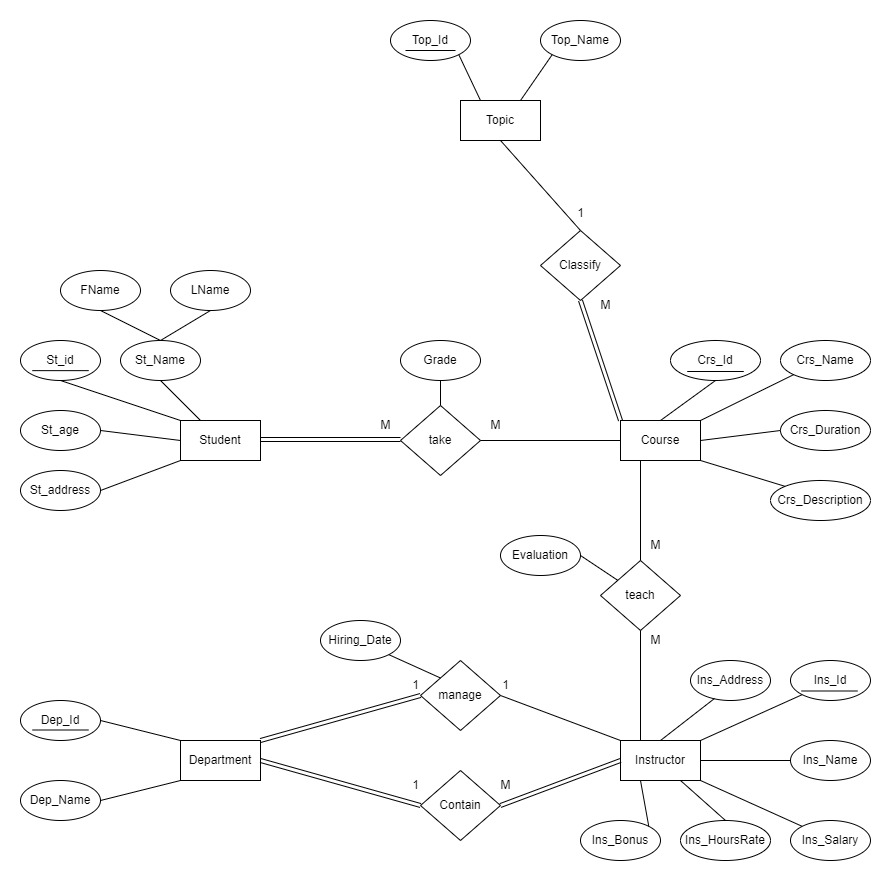 Top_Id
Top_Name
Topic
1
Classify
M
FName
LName
St_id
St_Name
Grade
Crs_Id
Crs_Name
St_age
Student
M
take
M
Course
Crs_Duration
St_address
Crs_Description
M
Evaluation
teach
M
Hiring_Date
Ins_Address
Ins_Id
1
manage
1
Dep_Id
Department
Instructor
Ins_Name
1
M
Dep_Name
Contain
Ins_Bonus
Ins_HoursRate
Ins_Salary